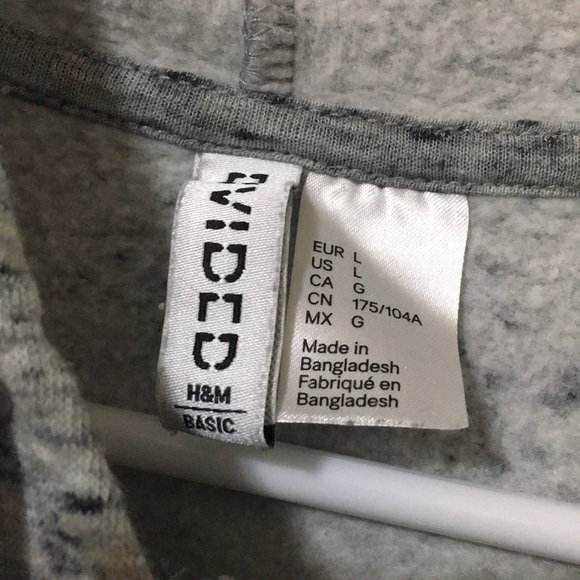 DIVIDED
H&M
BASIC
EUR L
US L
CA G
CN 175/104A
MX G
Made in
Bangladesh
Fabriqué en
Bangladesh